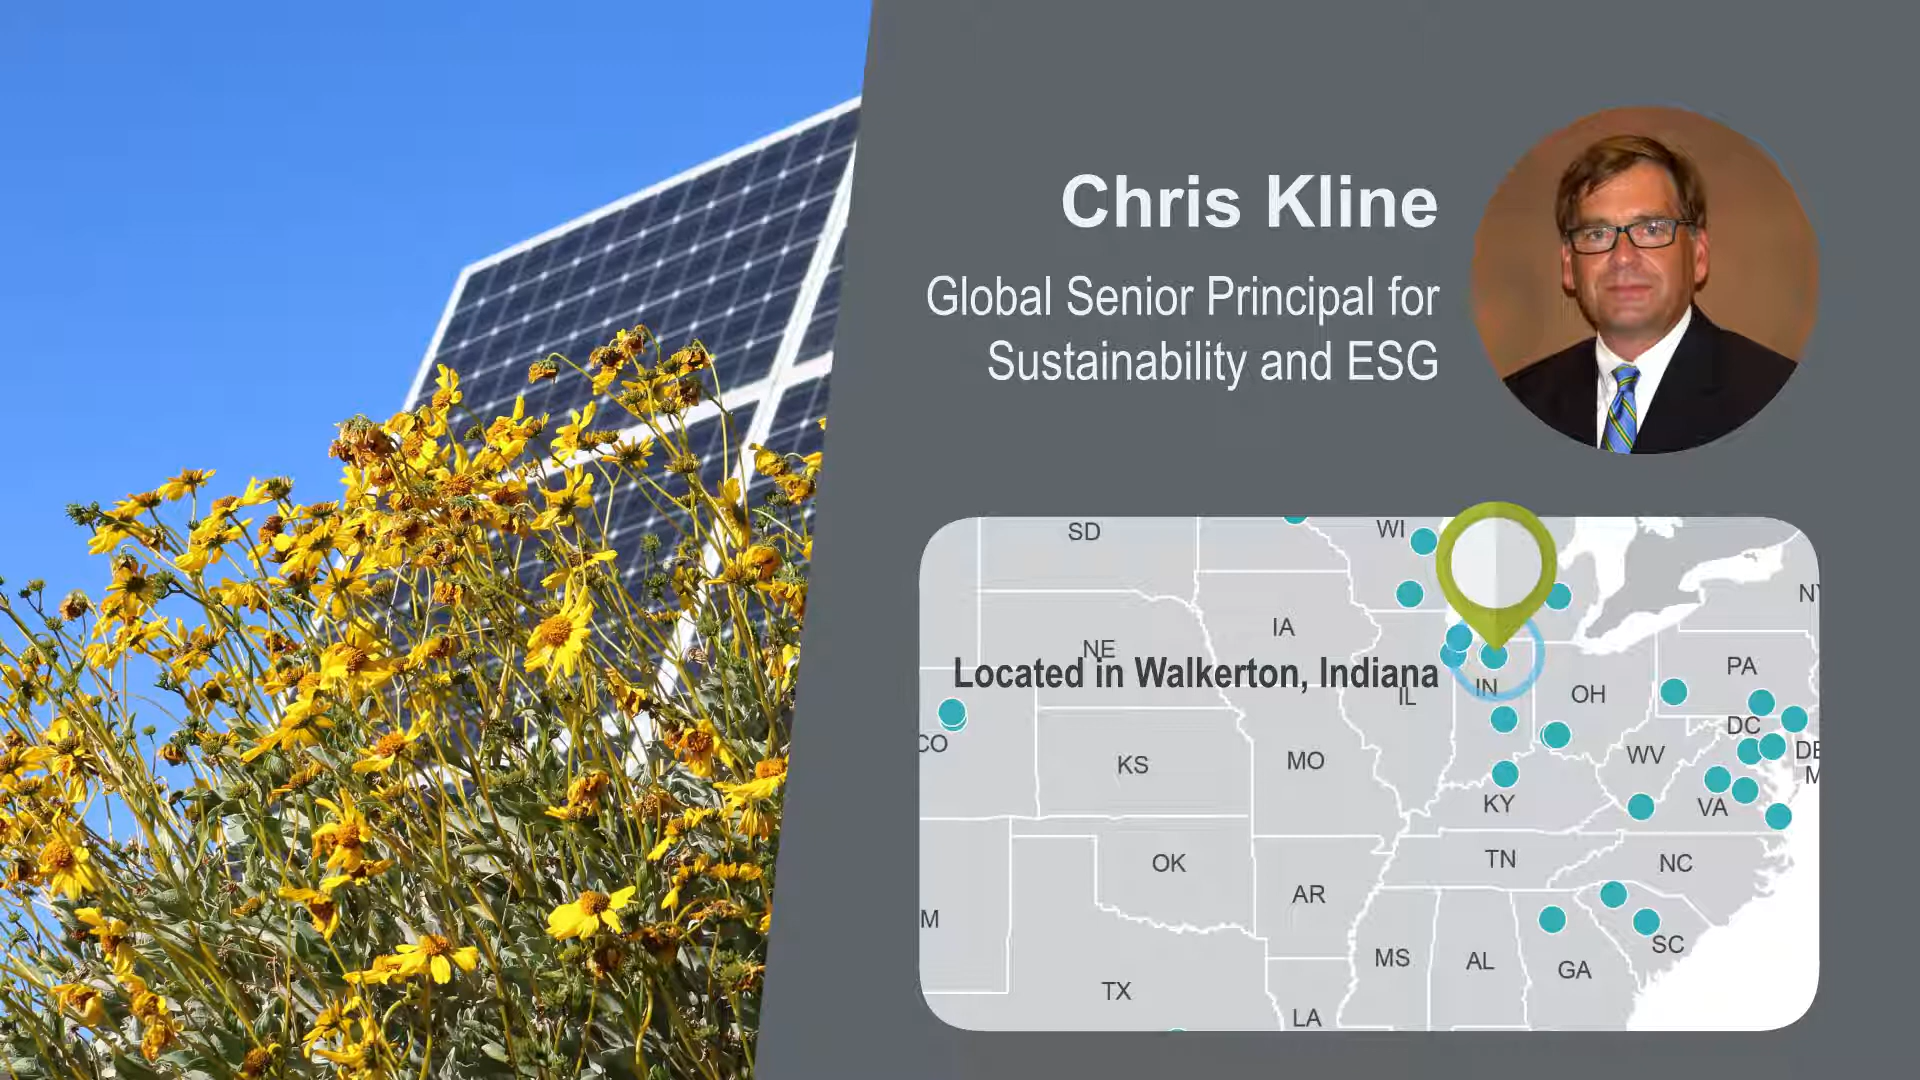 Chris Kline
Global Senior Principal for
Sustainability and ESG
SD
WI
NY
IA
NE
PA
Located in Walkerton, Indiana
IN
IL
OH
DC
CO
WV
DE
KS
MO
M
KY
VA
OK
TN
NC
AR
M
SC
MS
AL
GA
TX
LA